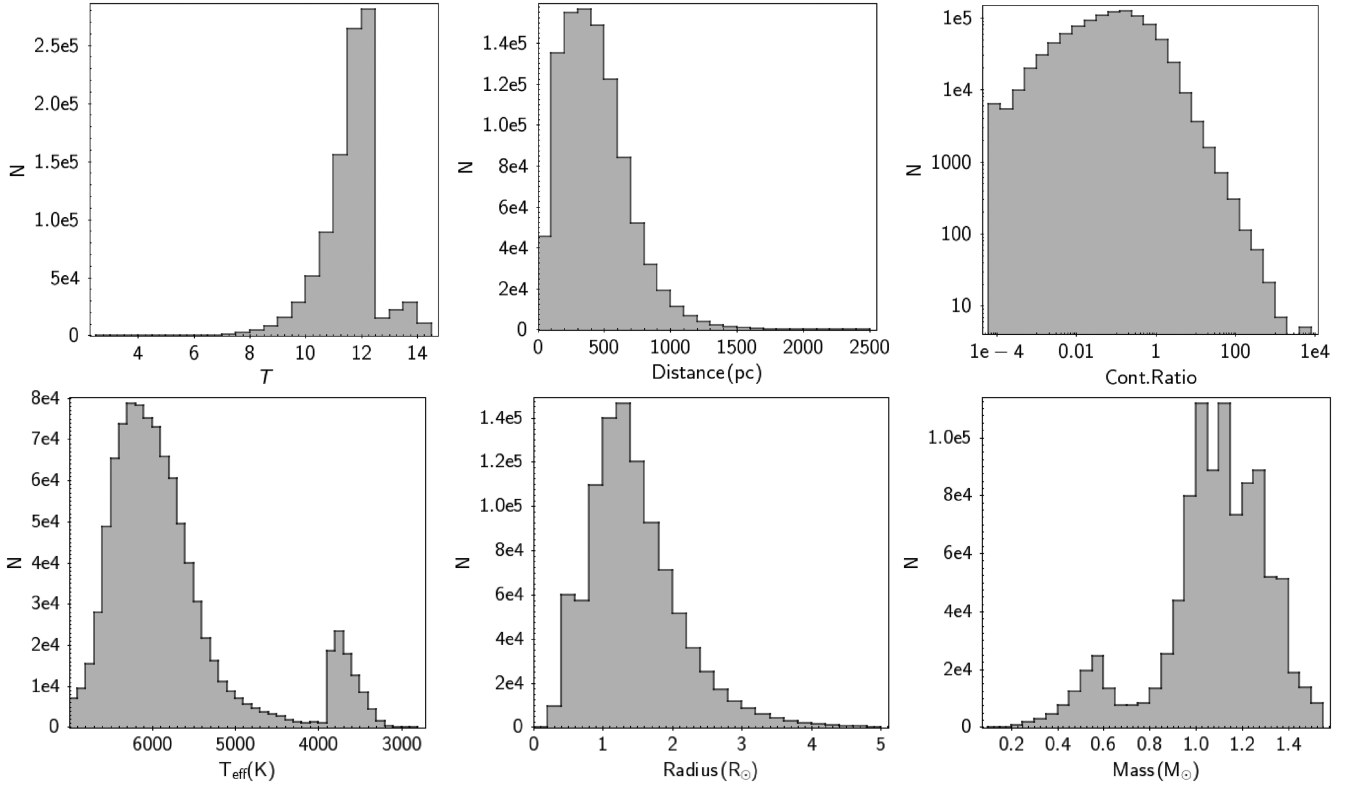 2.5e5
2.0e5
1.5e5
1.0e5
5e4
0
N
4 6 8 10 12 14
T
1.4e5
1.2e5
1.0e5
8e4
6e4
4e4
2e4
0
N
0 500 1000 1500 2000 2500
Distance(pc)
1e5
1e4
1000
100
10
N
1e − 4 0.01 1 100 1e4
Cont.Ratio
8e4
7e4
6e4
5e4
4e4
3e4
2e4
1e4
0
N
6000 5000 4000 3000
T_eff(K)
1.4e5
1.2e5
1.0e5
8e4
6e4
4e4
2e4
0
N
0 1 2 3 4 5
Radius(R☉)
1.0e5
8e4
6e4
4e4
2e4
0
N
0.2 0.4 0.6 0.8 1.0 1.2 1.4
Mass(M☉)